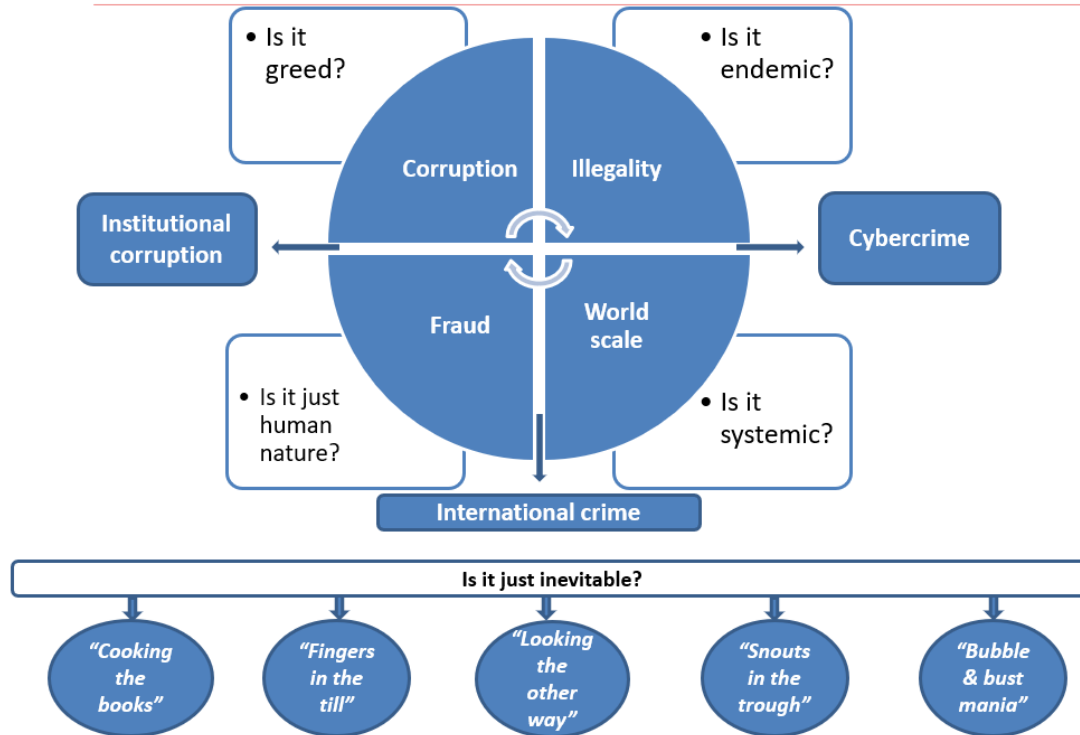 • Is it
greed?
• Is it
endemic?
Corruption
Illegality
Institutional
corruption
Cybercrime
Fraud
World
scale
• Is it just
human
nature?
• Is it
systemic?
International crime
Is it just inevitable?
“Cooking
the
books”
“Fingers
in the
till”
“Looking
the
other
way”
“Snouts
in the
trough”
“Bubble
& bust
mania”